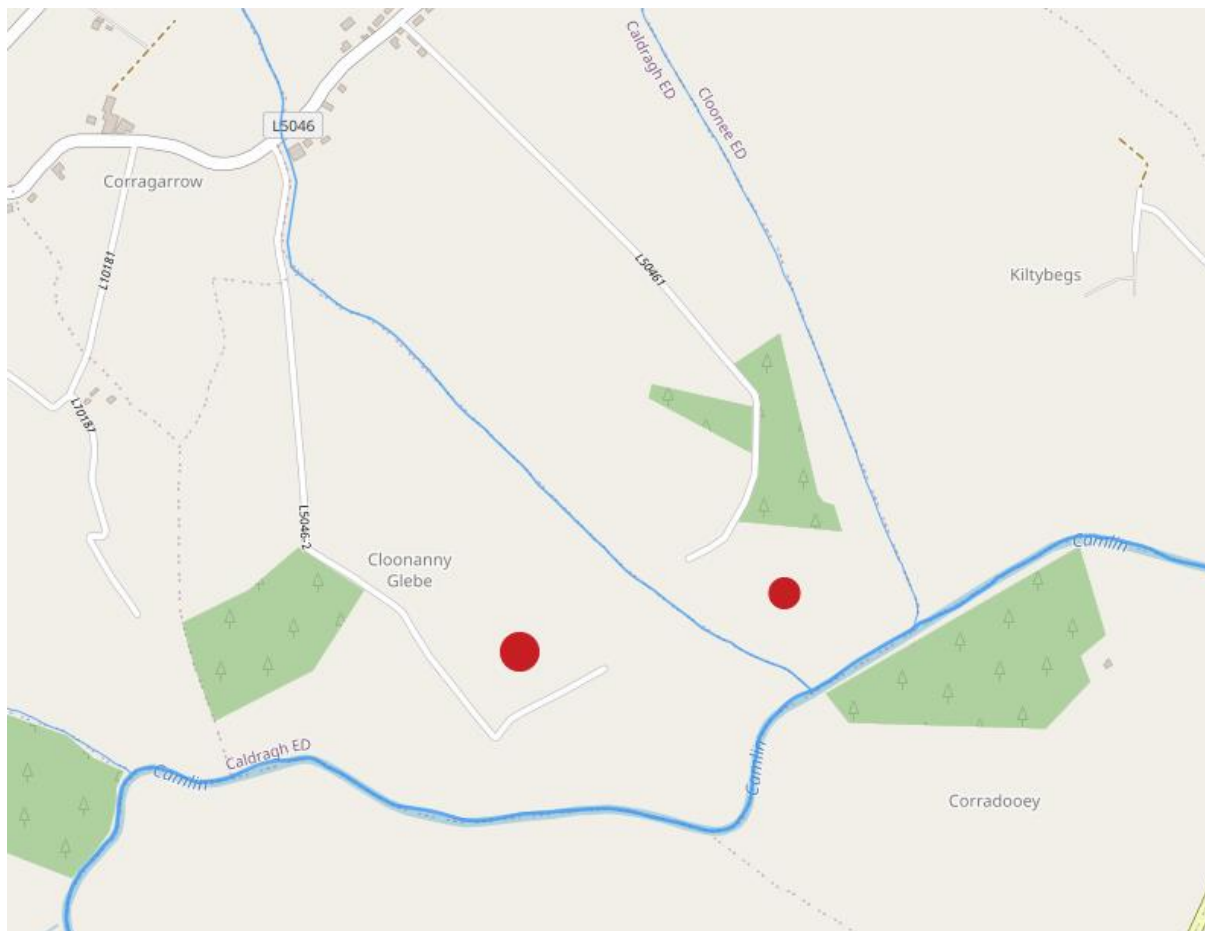 Caldragh ED
Cloonee ED
L5046
Corragarrow
L10181
L50461
Kiltybegs
L70187
L5046-2
Cloonanny
Glebe
Camlin
Caldragh ED
Camlin
Camlin
Corradooey